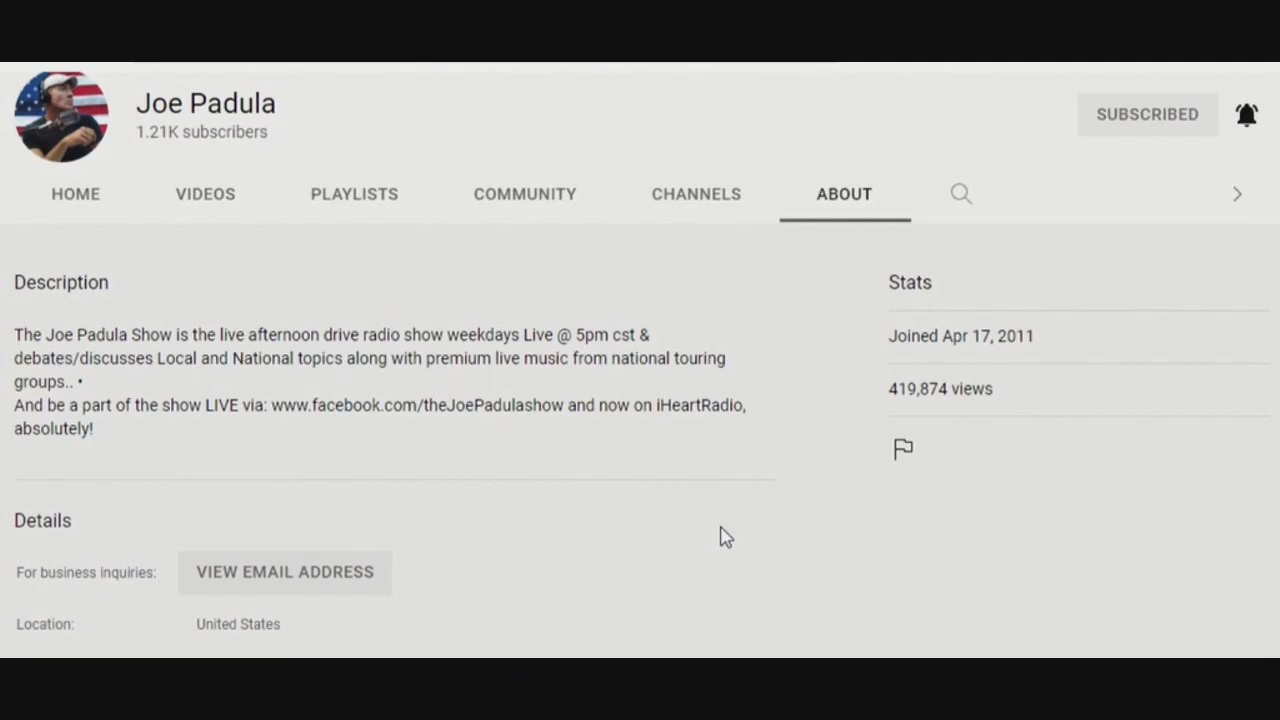 Joe Padula
1.21K subscribers
SUBSCRIBED
HOME VIDEOS PLAYLISTS COMMUNITY CHANNELS ABOUT
Description
The Joe Padula Show is the live afternoon drive radio show weekdays Live @ 5pm cst &
debates/discusses Local and National topics along with premium live music from national touring
groups.. •
And be a part of the show LIVE via: www.facebook.com/theJoePadulashow and now on iHeartRadio,
absolutely!
Details
For business inquiries: VIEW EMAIL ADDRESS
Location: United States
Stats
Joined Apr 17, 2011
419,874 views